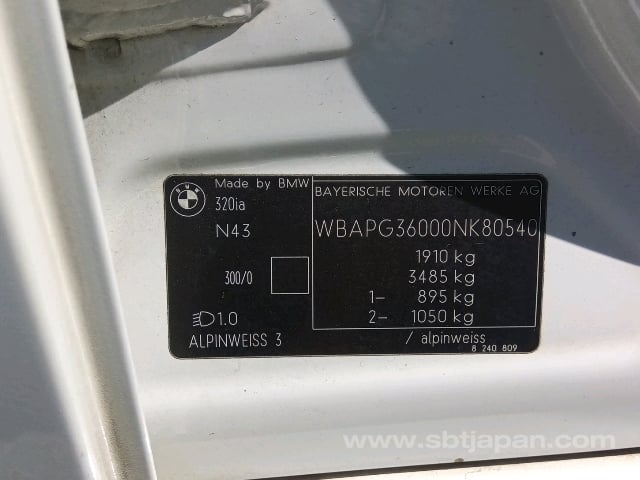 BMW
Made by BMW
320ia
N43
300/0
1.0
ALPINWEISS 3
BAYERISCHE MOTOREN WERKE AG
WBAPG36000NK80540
1910 kg
3485 kg
1- 895 kg
2- 1050 kg
/ alpinweiss
8 240 809
www.sbtjapan.com